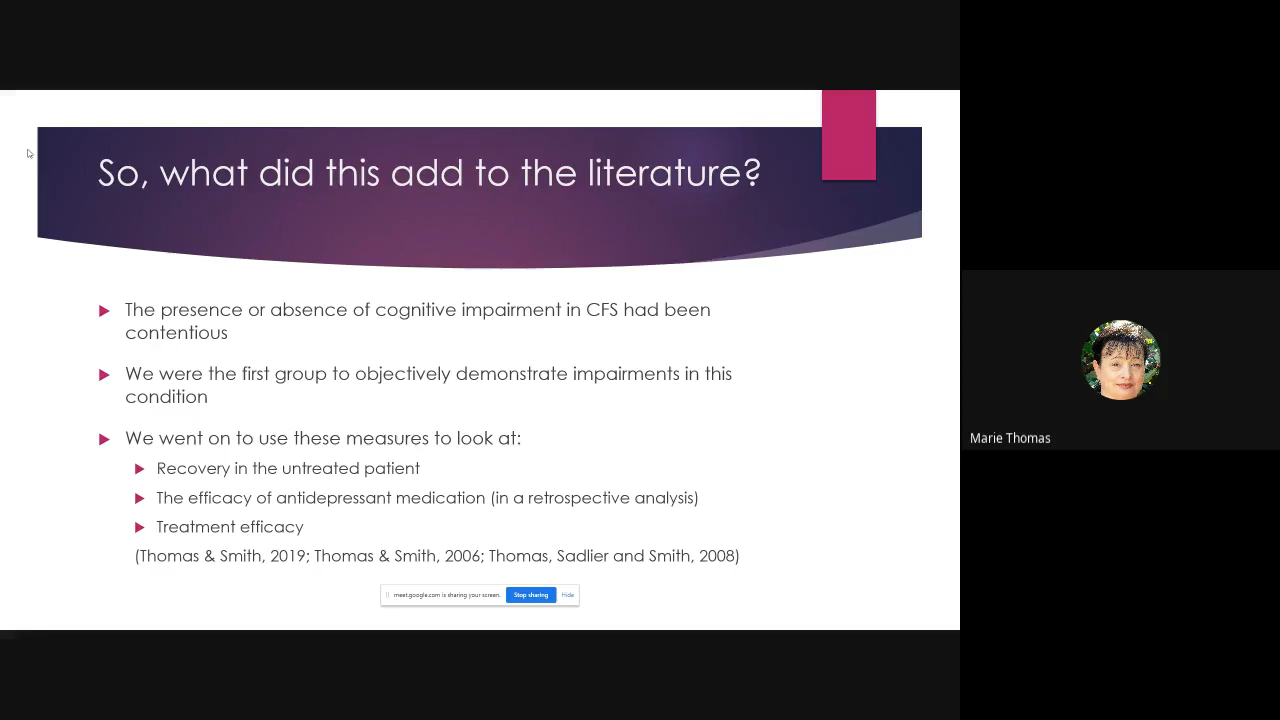 So, what did this add to the literature?
The presence or absence of cognitive impairment in CFS had been
contentious
We were the first group to objectively demonstrate impairments in this
condition
We went on to use these measures to look at:
Recovery in the untreated patient
The efficacy of antidepressant medication (in a retrospective analysis)
Treatment efficacy
(Thomas & Smith, 2019; Thomas & Smith, 2006; Thomas, Sadlier and Smith, 2008)
meet.google.com is sharing your screen. Stop sharing Hide
Marie Thomas